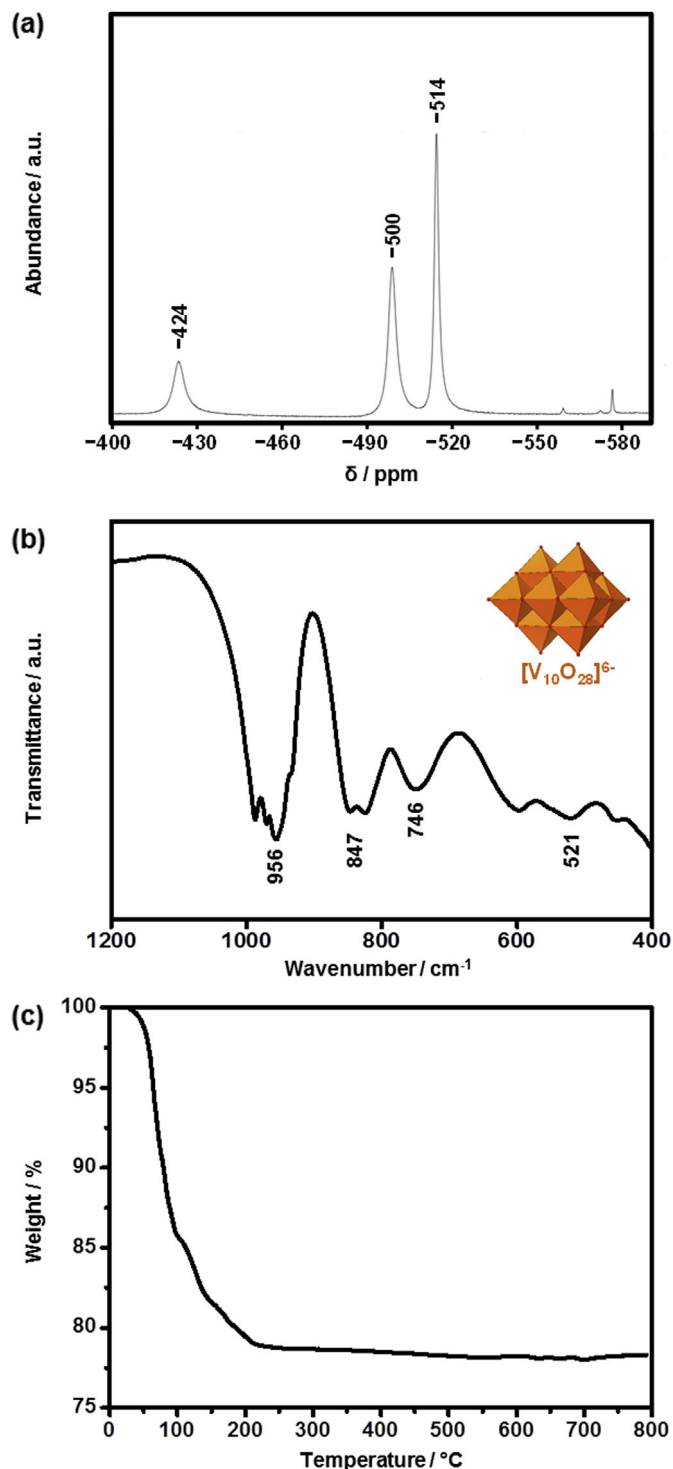 (a)
Abundance / a.u.
−424
−500
−514
−400 −430 −460 −490 −520 −550 −580
δ / ppm
(b)
Transmittance / a.u.
[V10O28]6-
956
847
746
521
1200 1000 800 600 400
Wavenumber / cm-1
(c)
Weight / %
100
95
90
85
80
75
0 100 200 300 400 500 600 700 800
Temperature / °C